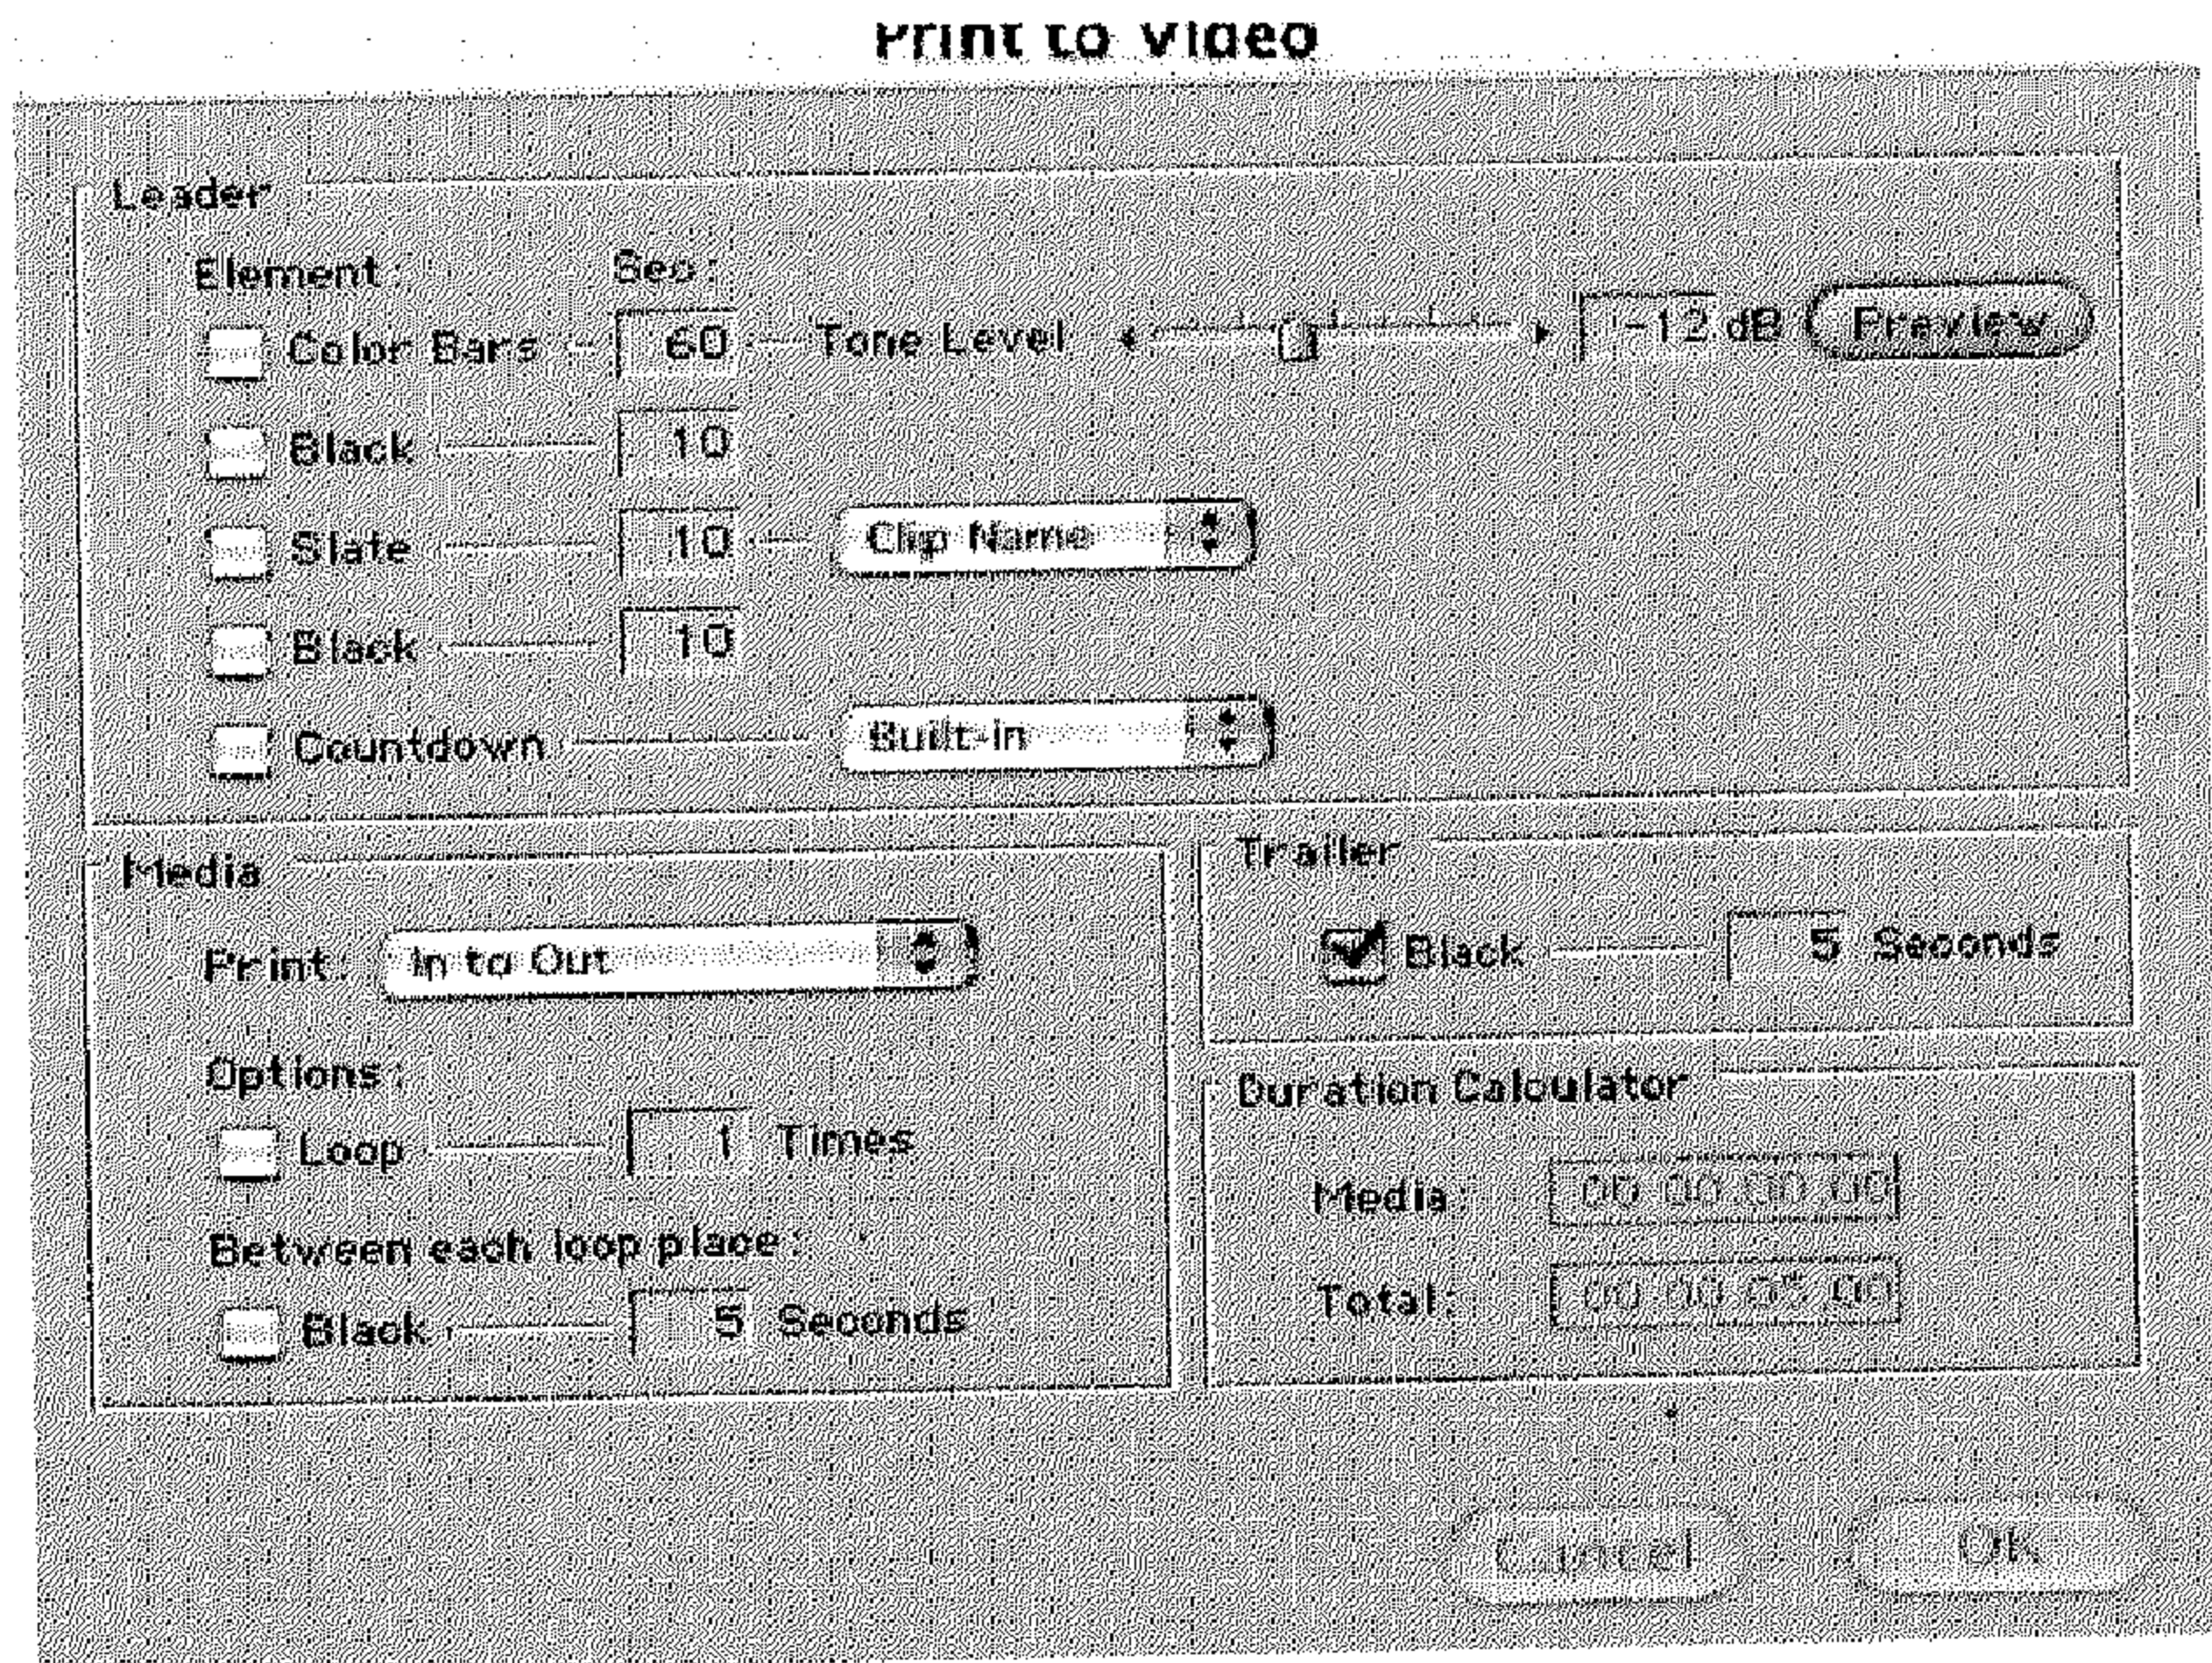 Print to Video
Leader
Element: Sec:
Color Bars 60 Tone Level -12 dB Preview
Black 10
Slate 10 Clip Name
Black 10
Countdown Built-in
Media
Print: In to Out
Options:
Loop 1 Times
Between each loop place:
Black 5 Seconds
Trailer
Black 5 Seconds
Duration Calculator
Media: 00:00:00;00
Total: 00:00:05;00
Cancel OK